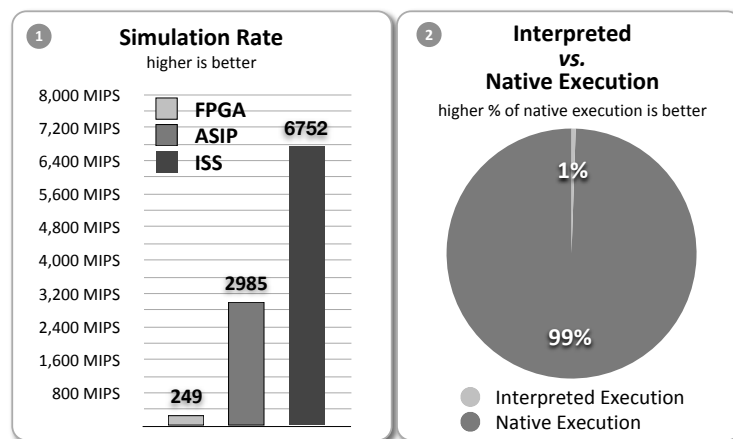 1
Simulation Rate
higher is better
8,000 MIPS
7,200 MIPS
6,400 MIPS
5,600 MIPS
4,800 MIPS
4,000 MIPS
3,200 MIPS
2,400 MIPS
1,600 MIPS
800 MIPS
FPGA
ASIP
ISS
249
2985
6752
2
Interpreted
vs.
Native Execution
higher % of native execution is better
1%
99%
Interpreted Execution
Native Execution